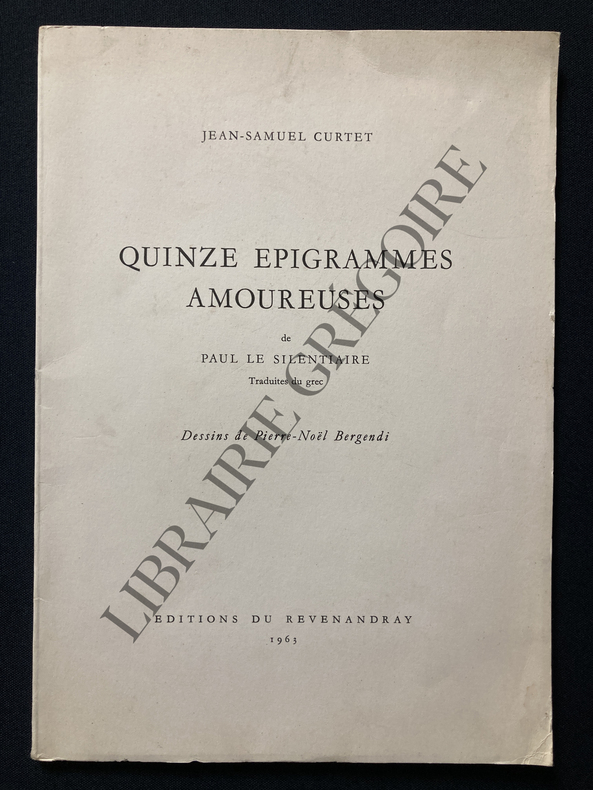 JEAN-SAMUEL CURTET
QUINZE EPIGRAMMES
AMOUREUSES
de
PAUL LE SILENTIAIRE
Traduites du grec
Dessins de Pierre-Noël Bergendi
EDITIONS DU REVENANDRAY
1963
LIBRAIRIE GRÉGOIRE